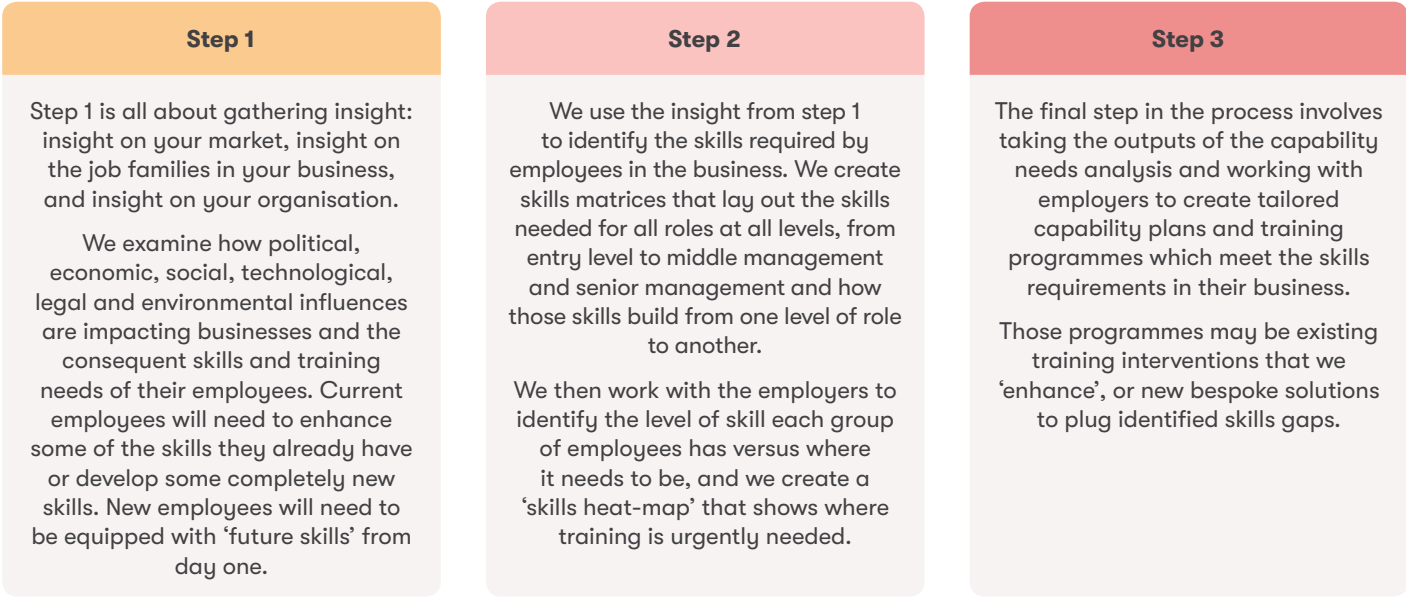 Step 1
Step 1 is all about gathering insight:
insight on your market, insight on
the job families in your business,
and insight on your organisation.
We examine how political,
economic, social, technological,
legal and environmental influences
are impacting businesses and the
consequent skills and training
needs of their employees. Current
employees will need to enhance
some of the skills they already have
or develop some completely new
skills. New employees will need to
be equipped with ‘future skills’ from
day one.
Step 2
We use the insight from step 1
to identify the skills required by
employees in the business. We create
skills matrices that lay out the skills
needed for all roles at all levels, from
entry level to middle management
and senior management and how
those skills build from one level of role
to another.
We then work with the employers to
identify the level of skill each group
of employees has versus where
it needs to be, and we create a
‘skills heat-map’ that shows where
training is urgently needed.
Step 3
The final step in the process involves
taking the outputs of the capability
needs analysis and working with
employers to create tailored
capability plans and training
programmes which meet the skills
requirements in their business.
Those programmes may be existing
training interventions that we
‘enhance’, or new bespoke solutions
to plug identified skills gaps.